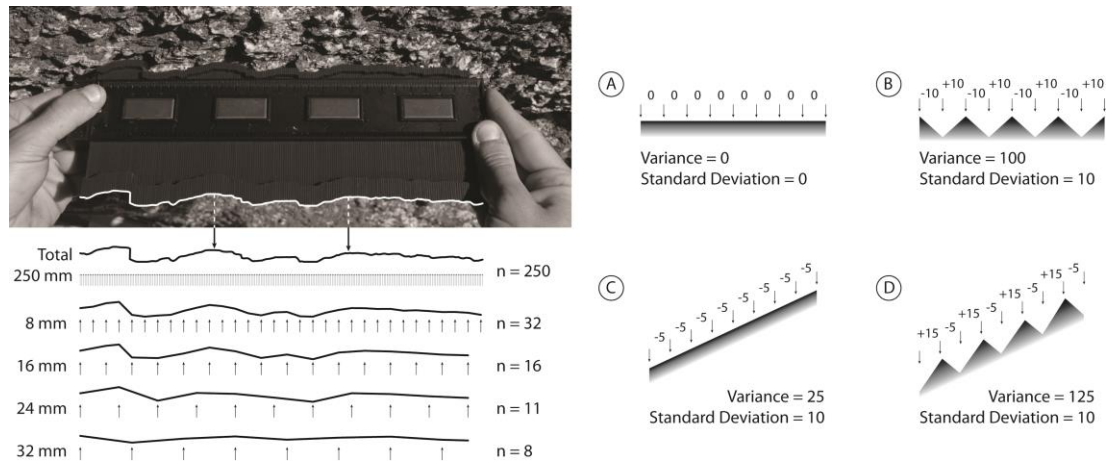 Total
250 mm
n = 250
8 mm
n = 32
16 mm
n = 16
24 mm
n = 11
32 mm
n = 8
A
0 0 0 0 0 0 0 0
Variance = 0
Standard Deviation = 0
B
-10 +10 -10 +10 -10 +10 -10 +10
Variance = 100
Standard Deviation = 10
C
-5 -5 -5 -5 -5 -5 -5 -5
Variance = 25
Standard Deviation = 10
D
+15 -5 +15 -5 +15 -5 +15 -5
Variance = 125
Standard Deviation = 10